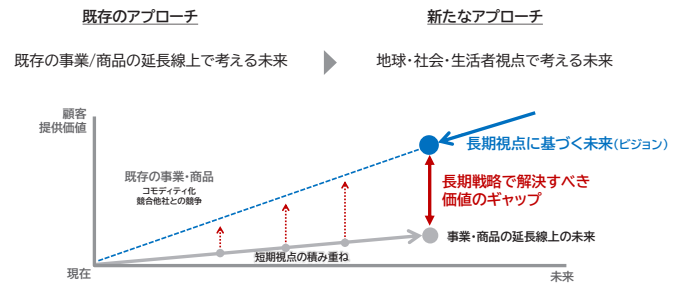 既存のアプローチ
新たなアプローチ
既存の事業/商品の延長線上で考える未来
地球・社会・生活者視点で考える未来
顧客
提供価値
長期視点に基づく未来(ビジョン)
既存の事業・商品
コモディティ化
競合他社との競争
長期戦略で解決すべき
価値のギャップ
事業・商品の延長線上の未来
短期視点の積み重ね
現在
未来